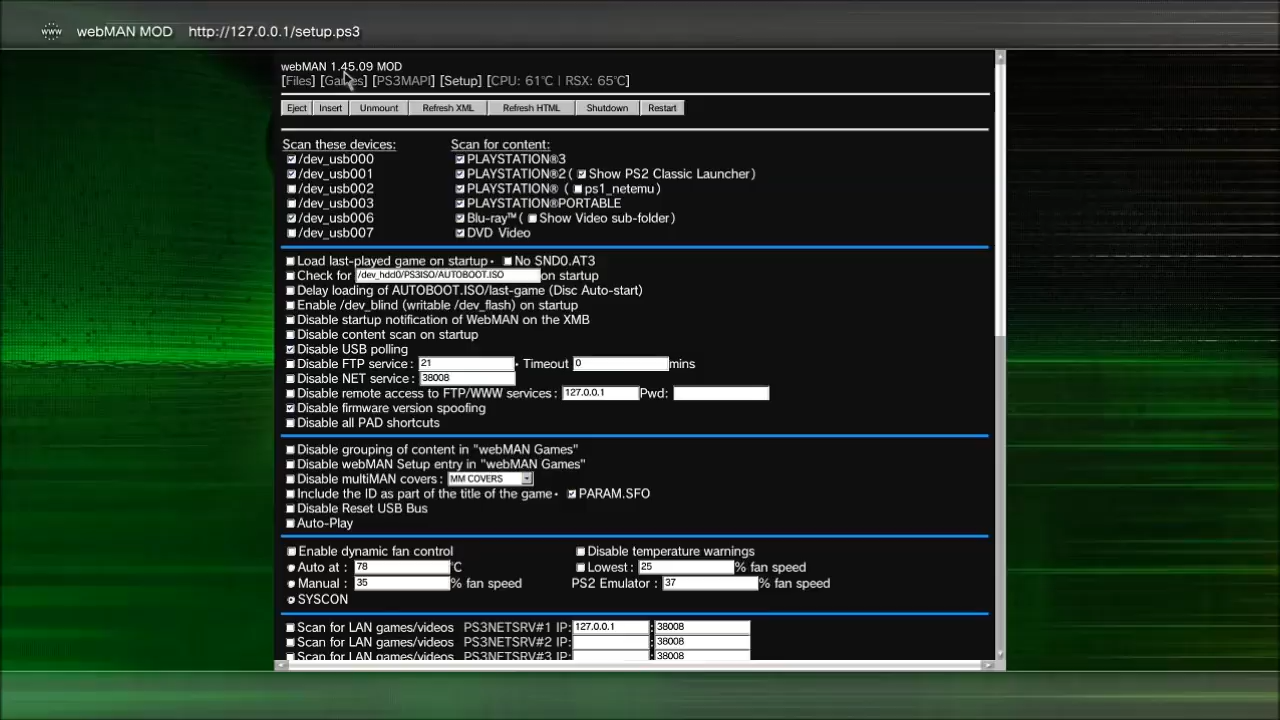 webMAN MOD http://127.0.0.1/setup.ps3
webMAN 1.45.09 MOD
[Files] [Games] [PS3MAPI] [Setup] [CPU: 61°C | RSX: 65°C]
Eject Insert Unmount Refresh XML Refresh HTML Shutdown Restart
Scan these devices: Scan for content:
/dev_usb000 PLAYSTATION®3
/dev_usb001 PLAYSTATION®2 ( Show PS2 Classic Launcher)
/dev_usb002 PLAYSTATION® ( ps1_netemu)
/dev_usb003 PLAYSTATION®PORTABLE
/dev_usb006 Blu-ray™ ( Show Video sub-folder)
/dev_usb007 DVD Video
Load last-played game on startup • No SND0.AT3
Check for /dev_hdd0/PS3ISO/AUTOBOOT.ISO on startup
Delay loading of AUTOBOOT.ISO/last-game (Disc Auto-start)
Enable /dev_blind (writable /dev_flash) on startup
Disable startup notification of WebMAN on the XMB
Disable content scan on startup
Disable USB polling
Disable FTP service : 21 • Timeout 0 mins
Disable NET service : 38008
Disable remote access to FTP/WWW services : 127.0.0.1 Pwd:
Disable firmware version spoofing
Disable all PAD shortcuts
Disable grouping of content in "webMAN Games"
Disable webMAN Setup entry in "webMAN Games"
Disable multiMAN covers : MM COVERS
Include the ID as part of the title of the game • PARAM.SFO
Disable Reset USB Bus
Auto-Play
Enable dynamic fan control Disable temperature warnings
Auto at : 78 °C Lowest : 25 % fan speed
Manual : 35 % fan speed PS2 Emulator : 37 % fan speed
SYSCON
Scan for LAN games/videos PS3NETSRV#1 IP: 127.0.0.1 : 38008
Scan for LAN games/videos PS3NETSRV#2 IP: : 38008
Scan for LAN games/videos PS3NETSRV#3 IP: : 38008